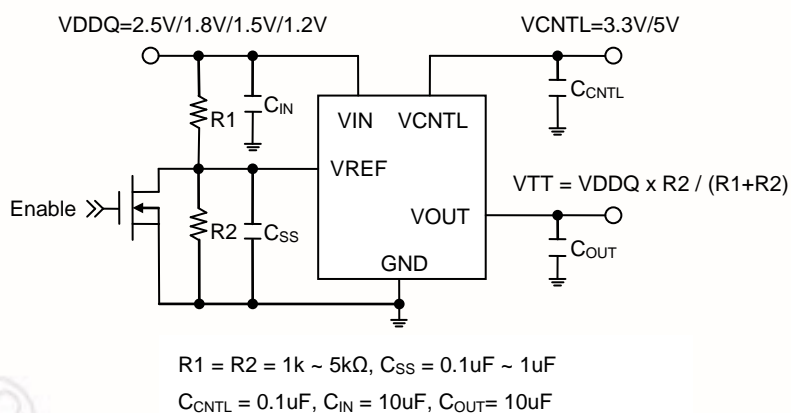 VDDQ=2.5V/1.8V/1.5V/1.2V
VCNTL=3.3V/5V
R1
CIN
CCNTL
VIN VCNTL
VREF
VTT = VDDQ x R2 / (R1+R2)
Enable
R2
CSS
VOUT
COUT
GND
R1 = R2 = 1k ~ 5kΩ, CSS = 0.1uF ~ 1uF
CCNTL = 0.1uF, CIN = 10uF, COUT= 10uF